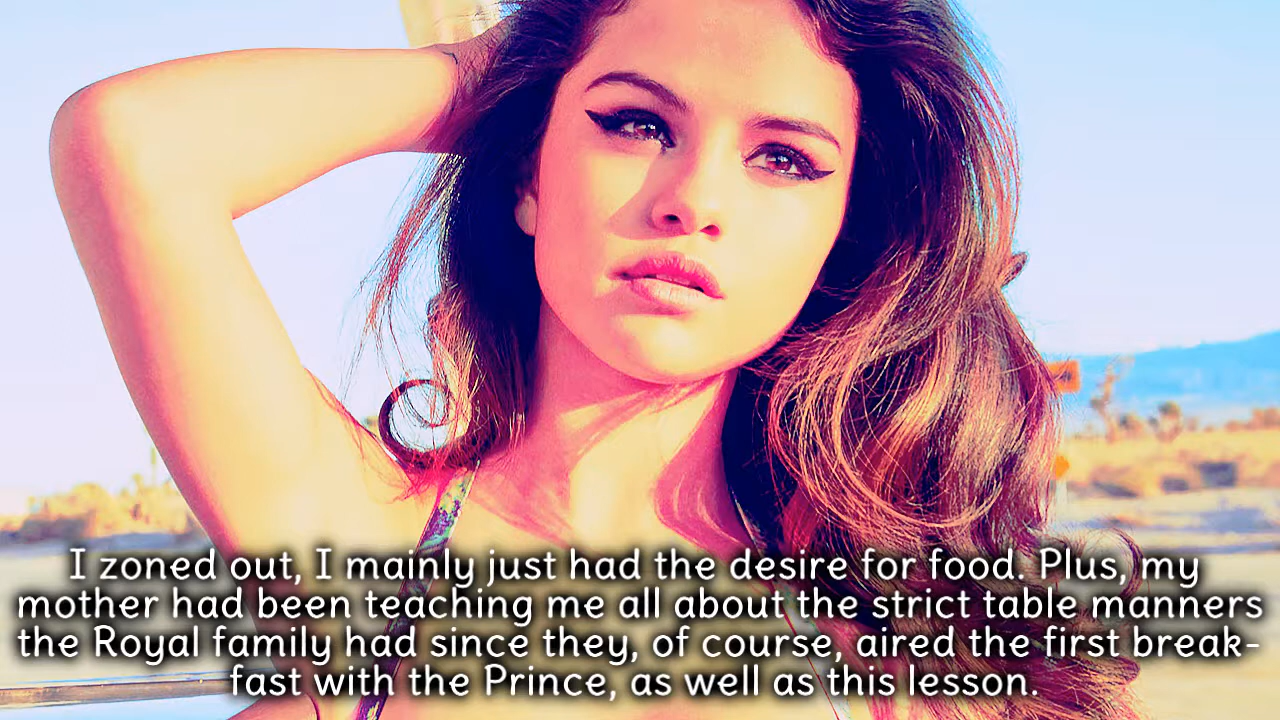 I zoned out, I mainly just had the desire for food. Plus, my
mother had been teaching me all about the strict table manners
the Royal family had since they, of course, aired the first break-
fast with the Prince, as well as this lesson.